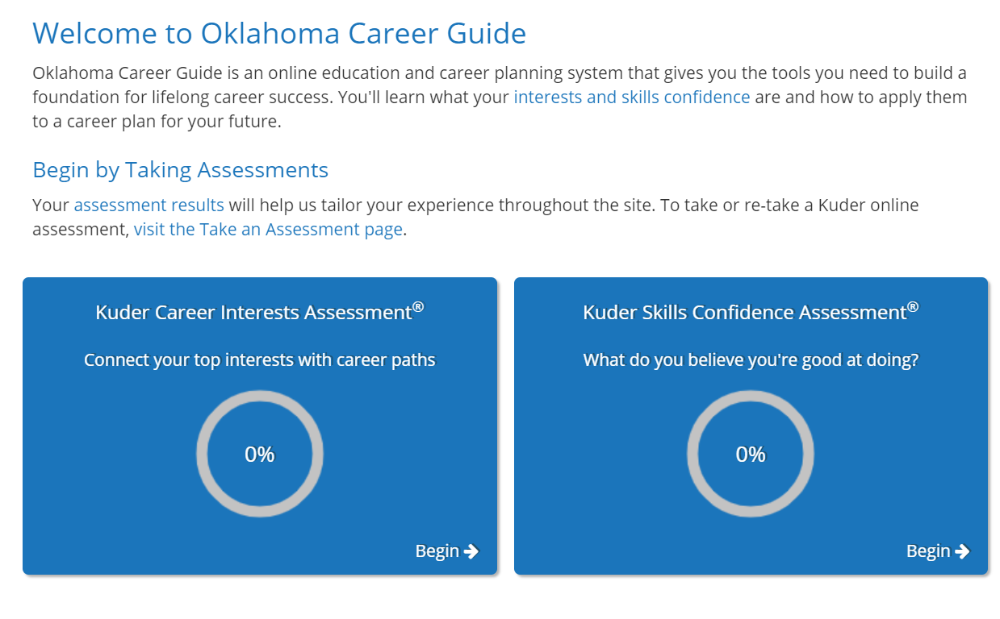 Welcome to Oklahoma Career Guide
Oklahoma Career Guide is an online education and career planning system that gives you the tools you need to build a
foundation for lifelong career success. You'll learn what your interests and skills confidence are and how to apply them
to a career plan for your future.
Begin by Taking Assessments
Your assessment results will help us tailor your experience throughout the site. To take or re-take a Kuder online
assessment, visit the Take an Assessment page.
Kuder Career Interests Assessment®
Connect your top interests with career paths
0%
Begin
Kuder Skills Confidence Assessment®
What do you believe you're good at doing?
0%
Begin